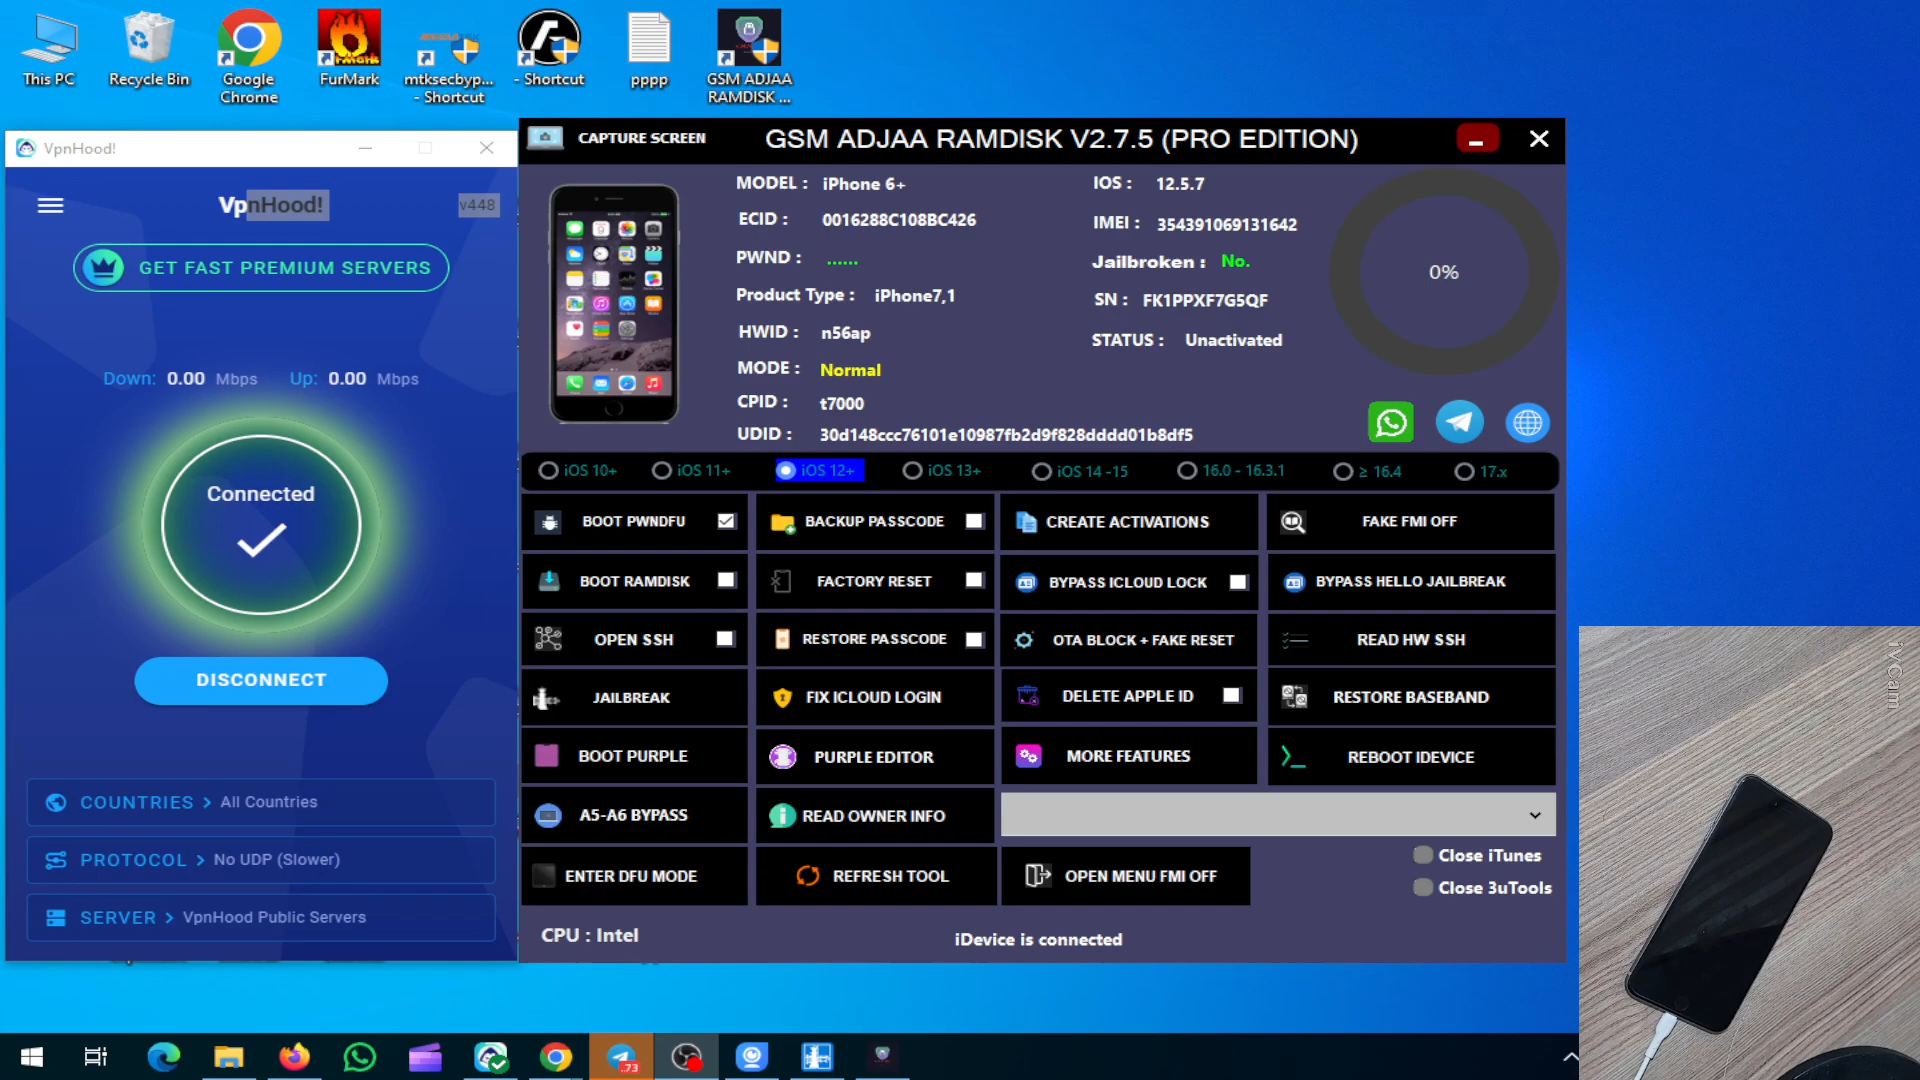 This PC
Recycle Bin
Google
Chrome
FurMark
mtksecbyp...
- Shortcut
- Shortcut
pppp
GSM ADJAA
RAMDISK ...
VpnHood!
VpnHood!
v448
GET FAST PREMIUM SERVERS
Down: 0.00 Mbps Up: 0.00 Mbps
Connected
DISCONNECT
COUNTRIES > All Countries
PROTOCOL > No UDP (Slower)
SERVER > VpnHood Public Servers
CAPTURE SCREEN
GSM ADJAA RAMDISK V2.7.5 (PRO EDITION)
MODEL : iPhone 6+
ECID : 0016288C108BC426
PWND : ......
Product Type : iPhone7,1
HWID : n56ap
MODE : Normal
CPID : t7000
UDID : 30d148ccc76101e10987fb2d9f828dddd01b8df5
IOS : 12.5.7
IMEI : 354391069131642
Jailbroken : No.
SN : FK1PPXF7G5QF
STATUS : Unactivated
0%
iOS 10+ iOS 11+ iOS 12+ iOS 13+ iOS 14 -15 16.0 - 16.3.1 ≥ 16.4 17.x
BOOT PWNDFU BACKUP PASSCODE CREATE ACTIVATIONS FAKE FMI OFF
BOOT RAMDISK FACTORY RESET BYPASS ICLOUD LOCK BYPASS HELLO JAILBREAK
OPEN SSH RESTORE PASSCODE OTA BLOCK + FAKE RESET READ HW SSH
JAILBREAK FIX ICLOUD LOGIN DELETE APPLE ID RESTORE BASEBAND
BOOT PURPLE PURPLE EDITOR MORE FEATURES REBOOT IDEVICE
A5-A6 BYPASS READ OWNER INFO
ENTER DFU MODE REFRESH TOOL OPEN MENU FMI OFF
Close iTunes
Close 3uTools
CPU : Intel
iDevice is connected
iVCam
..73